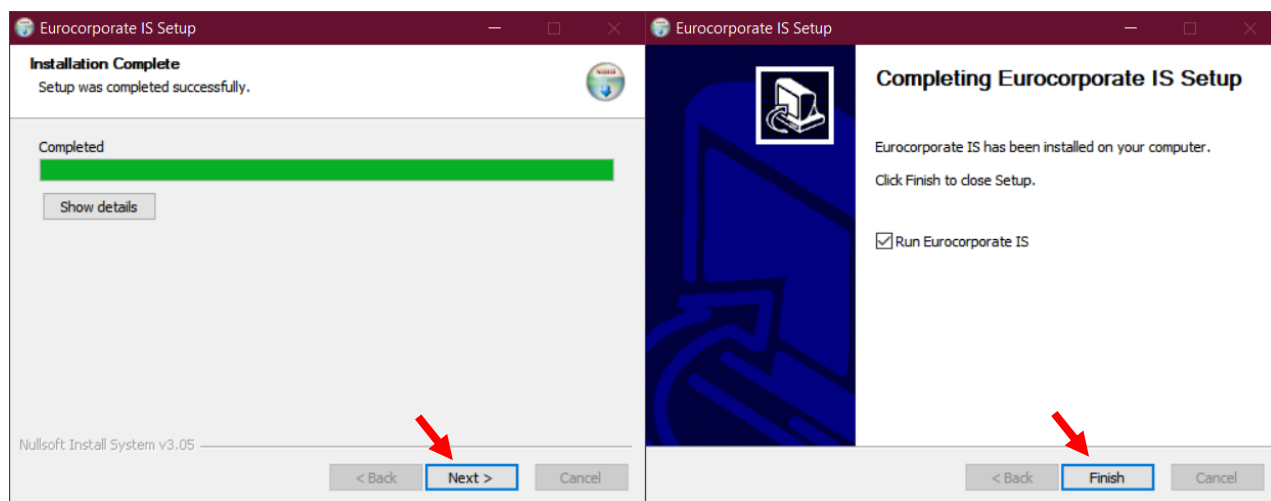 Eurocorporate IS Setup
Installation Complete
Setup was completed successfully.
Completed
Show details
Nullsoft Install System v3.05
< Back
Next >
Cancel
Eurocorporate IS Setup
Completing Eurocorporate IS Setup
Eurocorporate IS has been installed on your computer.
Click Finish to close Setup.
Run Eurocorporate IS
< Back
Finish
Cancel